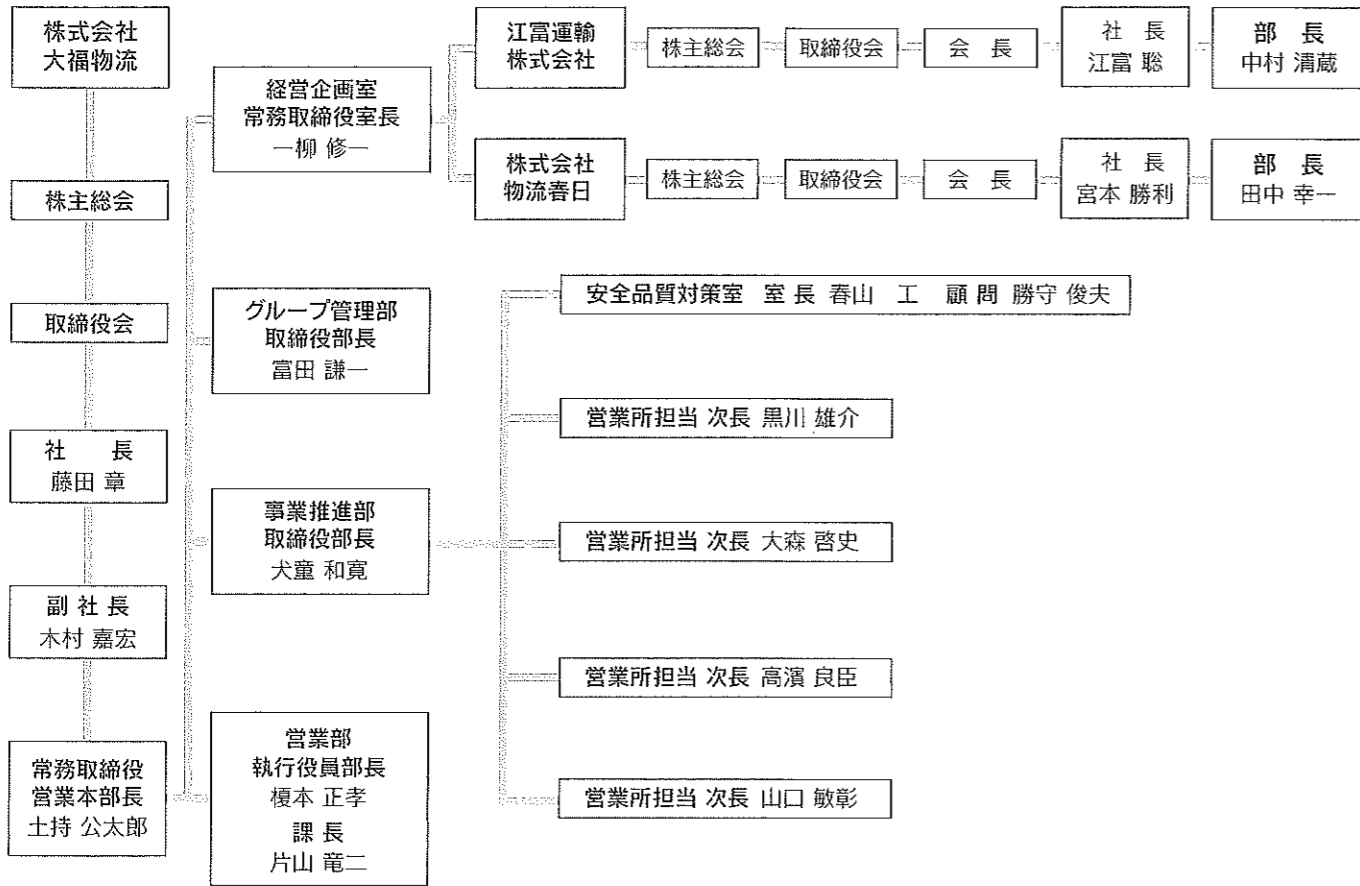 株式会社
大福物流
株主総会
取締役会
社　長
藤田 章
副 社 長
木村 嘉宏
常務取締役
営業本部長
土持 公太郎
経営企画室
常務取締役室長
一柳 修一
江冨運輸
株式会社
株主総会
取締役会
会 長
社 長
江冨 聡
部 長
中村 清蔵
株式会社
物流春日
株主総会
取締役会
会 長
社 長
宮本 勝利
部 長
田中 幸一
グループ管理部
取締役部長
富田 謙一
事業推進部
取締役部長
犬童 和寛
安全品質対策室 室 長 春山 工 顧 問 勝守 俊夫
営業所担当 次長 黒川 雄介
営業所担当 次長 大森 啓史
営業所担当 次長 高濱 良臣
営業所担当 次長 山口 敏彰
営業部
執行役員部長
榎本 正孝
課 長
片山 竜二